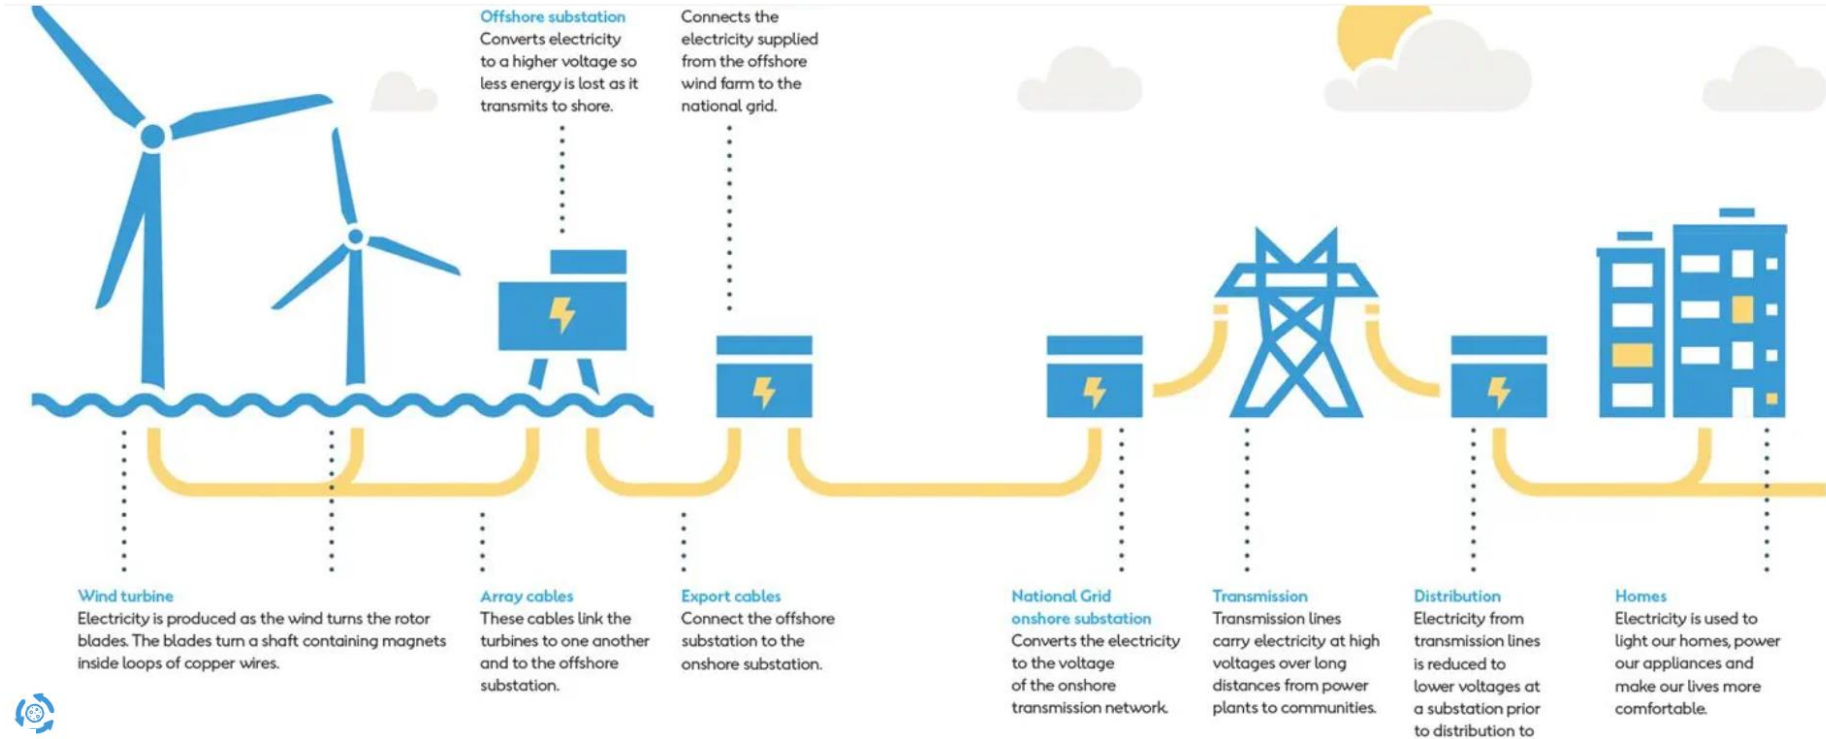 Offshore substation
Converts electricity
to a higher voltage so
less energy is lost as it
transmits to shore.
Connects the
electricity supplied
from the offshore
wind farm to the
national grid.
Wind turbine
Electricity is produced as the wind turns the rotor
blades. The blades turn a shaft containing magnets
inside loops of copper wires.
Array cables
These cables link the
turbines to one another
and to the offshore
substation.
Export cables
Connect the offshore
substation to the
onshore substation.
National Grid
onshore substation
Converts the electricity
to the voltage
of the onshore
transmission network.
Transmission
Transmission lines
carry electricity at high
voltages over long
distances from power
plants to communities.
Distribution
Electricity from
transmission lines
is reduced to
lower voltages at
a substation prior
to distribution to
Homes
Electricity is used to
light our homes, power
our appliances and
make our lives more
comfortable.